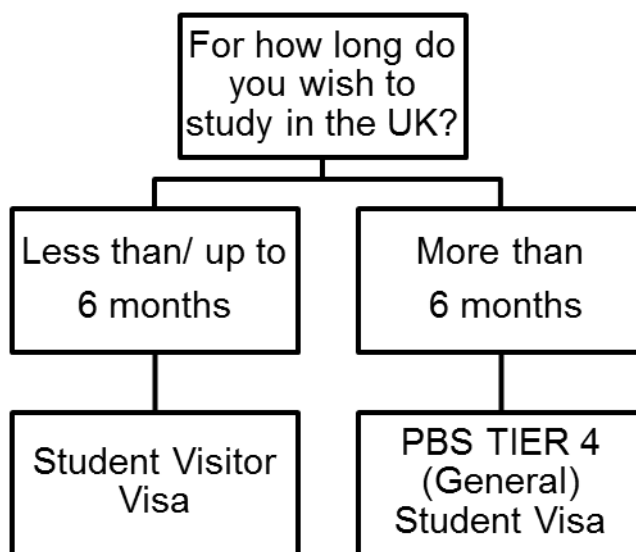 For how long do
you wish to
study in the UK?
Less than/ up to
6 months
More than
6 months
Student Visitor
Visa
PBS TIER 4
(General)
Student Visa